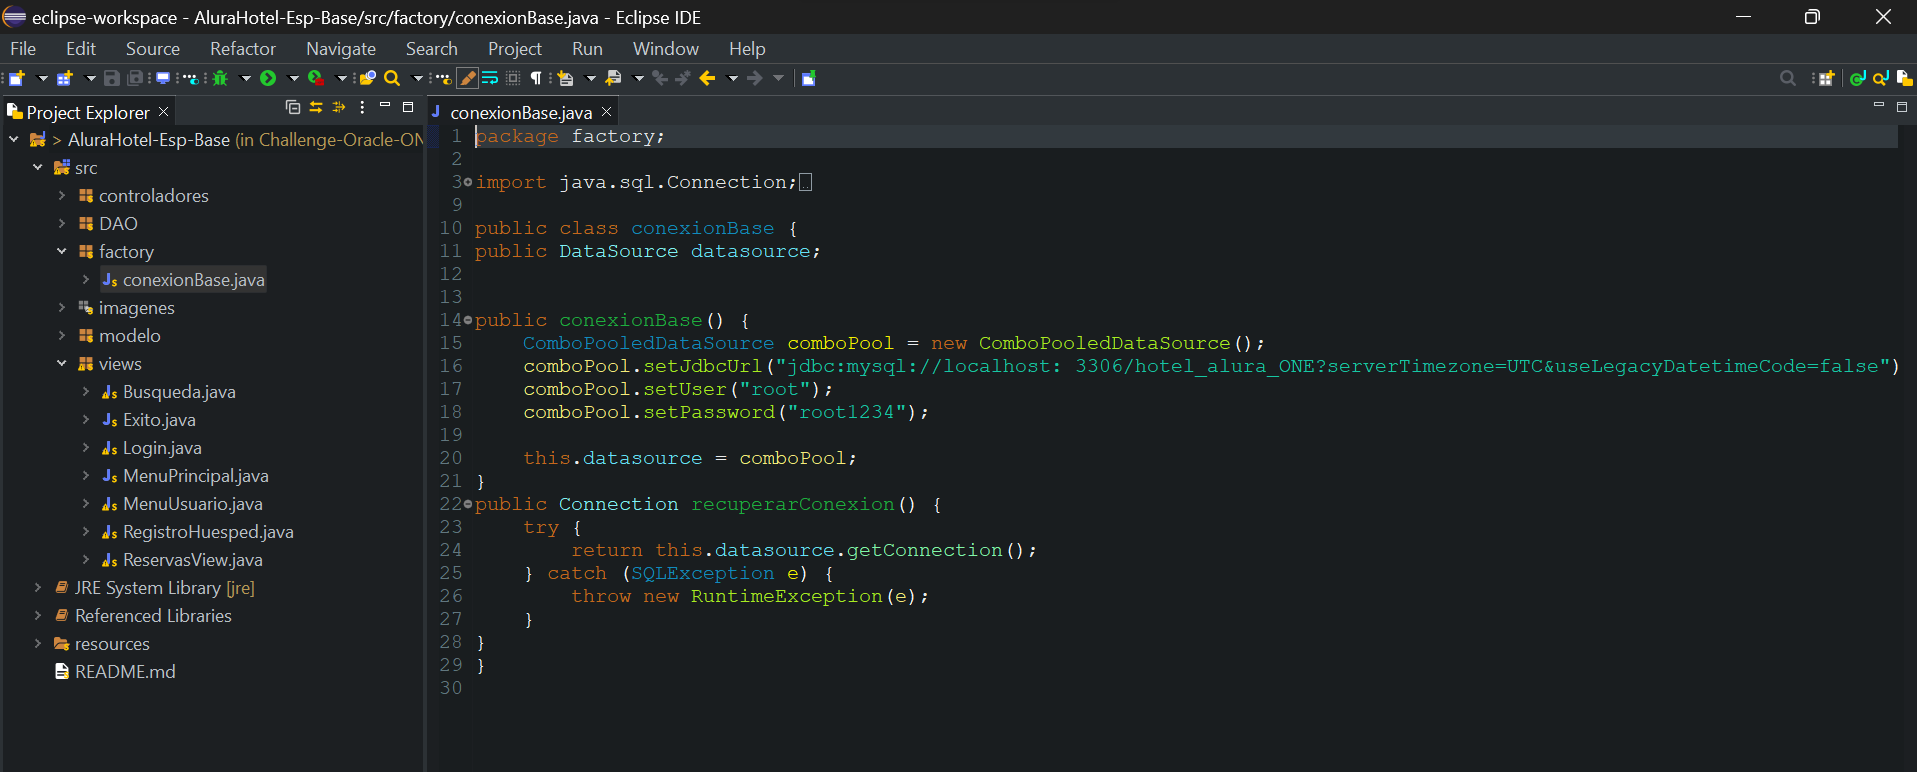 eclipse-workspace - AluraHotel-Esp-Base/src/factory/conexionBase.java - Eclipse IDE
File Edit Source Refactor Navigate Search Project Run Window Help
Project Explorer
> AluraHotel-Esp-Base (in Challenge-Oracle-ON
src
controladores
DAO
factory
conexionBase.java
imagenes
modelo
views
Busqueda.java
Exito.java
Login.java
MenuPrincipal.java
MenuUsuario.java
RegistroHuesped.java
ReservasView.java
JRE System Library [jre]
Referenced Libraries
resources
README.md
conexionBase.java
1 package factory;
2
3 import java.sql.Connection;
9
10 public class conexionBase {
11 public DataSource datasource;
12
13
14 public conexionBase() {
15     ComboPooledDataSource comboPool = new ComboPooledDataSource();
16     comboPool.setJdbcUrl("jdbc:mysql://localhost: 3306/hotel_alura_ONE?serverTimezone=UTC&useLegacyDatetimeCode=false")
17     comboPool.setUser("root");
18     comboPool.setPassword("root1234");
19
20     this.datasource = comboPool;
21 }
22 public Connection recuperarConexion() {
23     try {
24         return this.datasource.getConnection();
25     } catch (SQLException e) {
26         throw new RuntimeException(e);
27     }
28 }
29 }
30